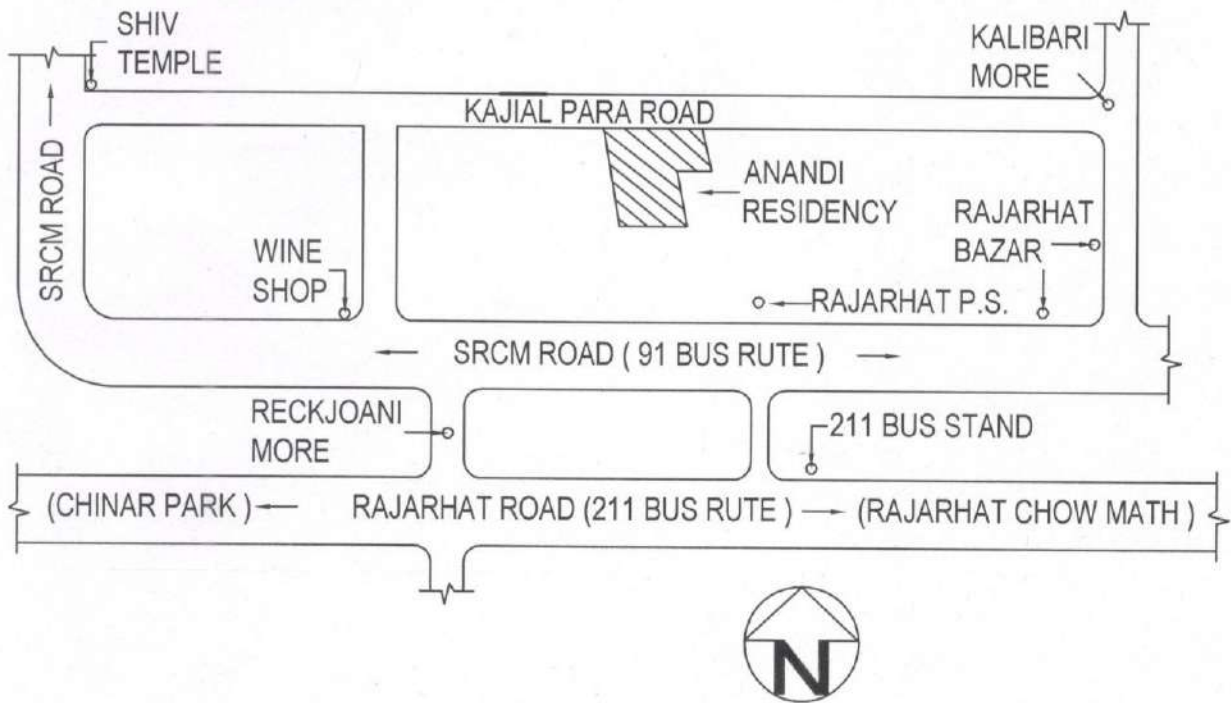 SHIV
TEMPLE
KALIBARI
MORE
KAJIAL PARA ROAD
SRCM ROAD
ANANDI
RESIDENCY
RAJARHAT
BAZAR
WINE
SHOP
RAJARHAT P.S.
SRCM ROAD ( 91 BUS RUTE )
RECKJOANI
MORE
211 BUS STAND
(CHINAR PARK )
RAJARHAT ROAD (211 BUS RUTE )
(RAJARHAT CHOW MATH )
N